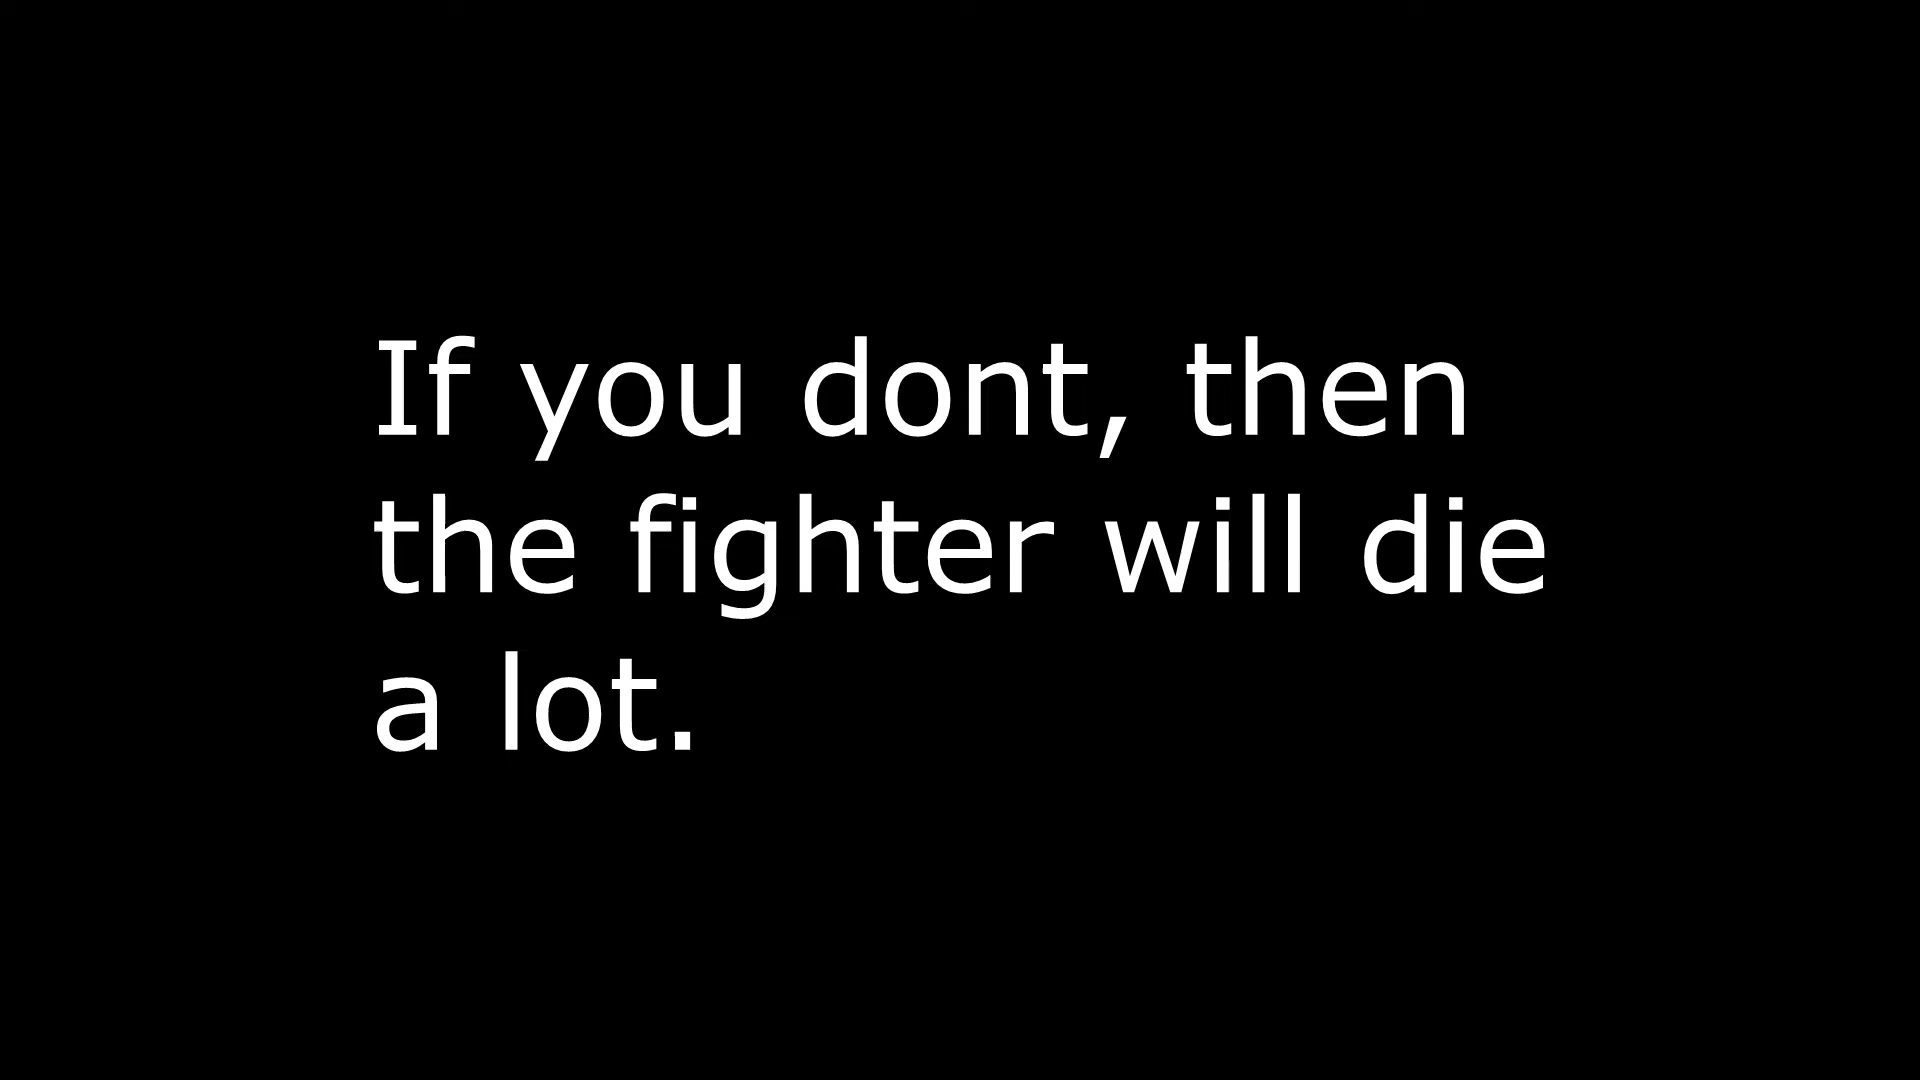 If you dont, then
the fighter will die
a lot.